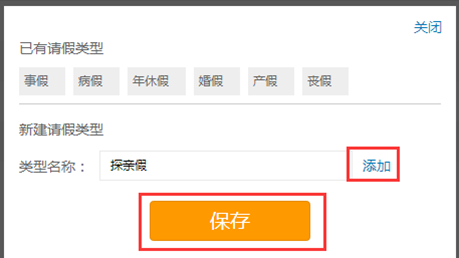 关闭
已有请假类型
事假 病假 年休假 婚假 产假 丧假
新建请假类型
类型名称： 探亲假 添加
保存